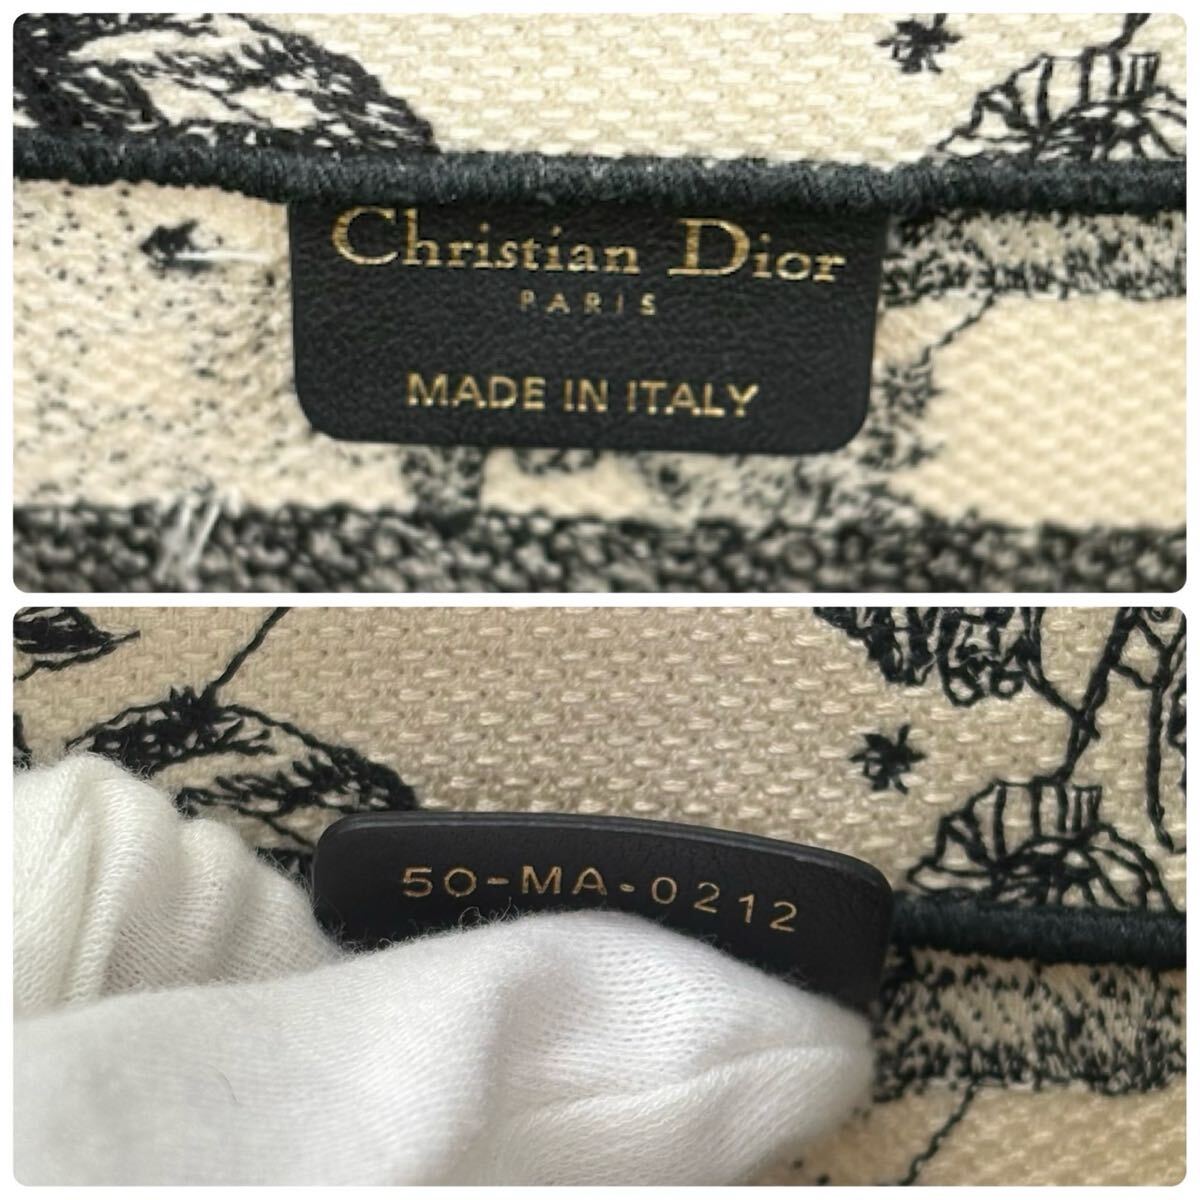 Christian Dior
PARIS
MADE IN ITALY
50-MA-0212